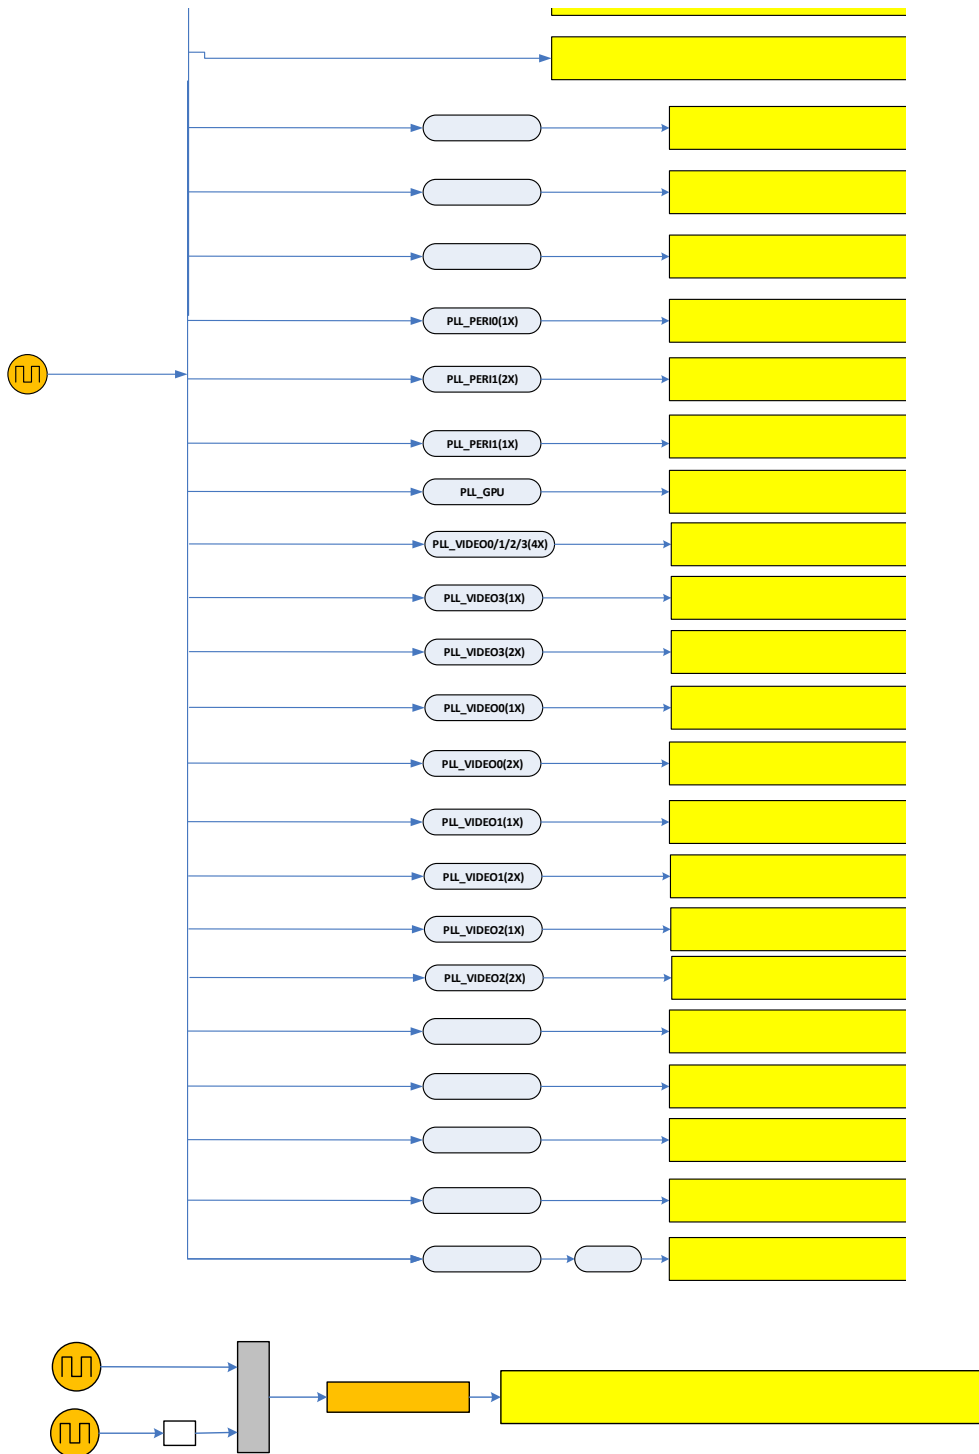 PLL_PERI0(1X)
PLL_PERI1(2X)
PLL_PERI1(1X)
PLL_GPU
PLL_VIDEO0/1/2/3(4X)
PLL_VIDEO3(1X)
PLL_VIDEO3(2X)
PLL_VIDEO0(1X)
PLL_VIDEO0(2X)
PLL_VIDEO1(1X)
PLL_VIDEO1(2X)
PLL_VIDEO2(1X)
PLL_VIDEO2(2X)